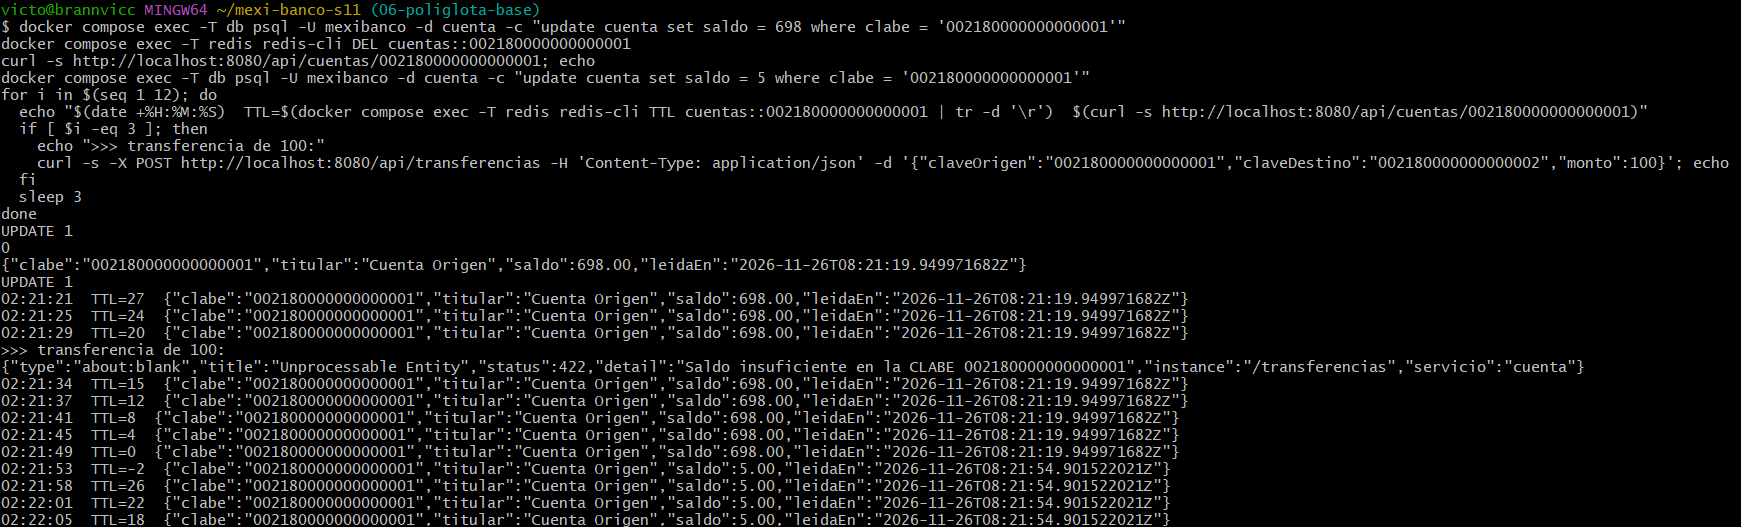 victo@brannvicc MINGW64 ~/mexi-banco-s11 (06-poliglota-base)
$ docker compose exec -T db psql -U mexibanco -d cuenta -c "update cuenta set saldo = 698 where clabe = '002180000000000001'"
docker compose exec -T redis redis-cli DEL cuentas::002180000000000001
curl -s http://localhost:8080/api/cuentas/002180000000000001; echo
docker compose exec -T db psql -U mexibanco -d cuenta -c "update cuenta set saldo = 5 where clabe = '002180000000000001'"
for i in $(seq 1 12); do
  echo "$(date +%H:%M:%S)  TTL=$(docker compose exec -T redis redis-cli TTL cuentas::002180000000000001 | tr -d '\r')  $(curl -s http://localhost:8080/api/cuentas/002180000000000001)"
  if [ $i -eq 3 ]; then
    echo ">>> transferencia de 100:"
    curl -s -X POST http://localhost:8080/api/transferencias -H 'Content-Type: application/json' -d '{"claveOrigen":"002180000000000001","claveDestino":"002180000000000002","monto":100}'; echo
  fi
  sleep 3
done
UPDATE 1
0
{"clabe":"002180000000000001","titular":"Cuenta Origen","saldo":698.00,"leidaEn":"2026-11-26T08:21:19.949971682Z"}
UPDATE 1
02:21:21  TTL=27  {"clabe":"002180000000000001","titular":"Cuenta Origen","saldo":698.00,"leidaEn":"2026-11-26T08:21:19.949971682Z"}
02:21:25  TTL=24  {"clabe":"002180000000000001","titular":"Cuenta Origen","saldo":698.00,"leidaEn":"2026-11-26T08:21:19.949971682Z"}
02:21:29  TTL=20  {"clabe":"002180000000000001","titular":"Cuenta Origen","saldo":698.00,"leidaEn":"2026-11-26T08:21:19.949971682Z"}
>>> transferencia de 100:
{"type":"about:blank","title":"Unprocessable Entity","status":422,"detail":"Saldo insuficiente en la CLABE 002180000000000001","instance":"/transferencias","servicio":"cuenta"}
02:21:34  TTL=15  {"clabe":"002180000000000001","titular":"Cuenta Origen","saldo":698.00,"leidaEn":"2026-11-26T08:21:19.949971682Z"}
02:21:37  TTL=12  {"clabe":"002180000000000001","titular":"Cuenta Origen","saldo":698.00,"leidaEn":"2026-11-26T08:21:19.949971682Z"}
02:21:41  TTL=8  {"clabe":"002180000000000001","titular":"Cuenta Origen","saldo":698.00,"leidaEn":"2026-11-26T08:21:19.949971682Z"}
02:21:45  TTL=4  {"clabe":"002180000000000001","titular":"Cuenta Origen","saldo":698.00,"leidaEn":"2026-11-26T08:21:19.949971682Z"}
02:21:49  TTL=0  {"clabe":"002180000000000001","titular":"Cuenta Origen","saldo":698.00,"leidaEn":"2026-11-26T08:21:19.949971682Z"}
02:21:53  TTL=-2  {"clabe":"002180000000000001","titular":"Cuenta Origen","saldo":5.00,"leidaEn":"2026-11-26T08:21:54.901522021Z"}
02:21:58  TTL=26  {"clabe":"002180000000000001","titular":"Cuenta Origen","saldo":5.00,"leidaEn":"2026-11-26T08:21:54.901522021Z"}
02:22:01  TTL=22  {"clabe":"002180000000000001","titular":"Cuenta Origen","saldo":5.00,"leidaEn":"2026-11-26T08:21:54.901522021Z"}
02:22:05  TTL=18  {"clabe":"002180000000000001","titular":"Cuenta Origen","saldo":5.00,"leidaEn":"2026-11-26T08:21:54.901522021Z"}